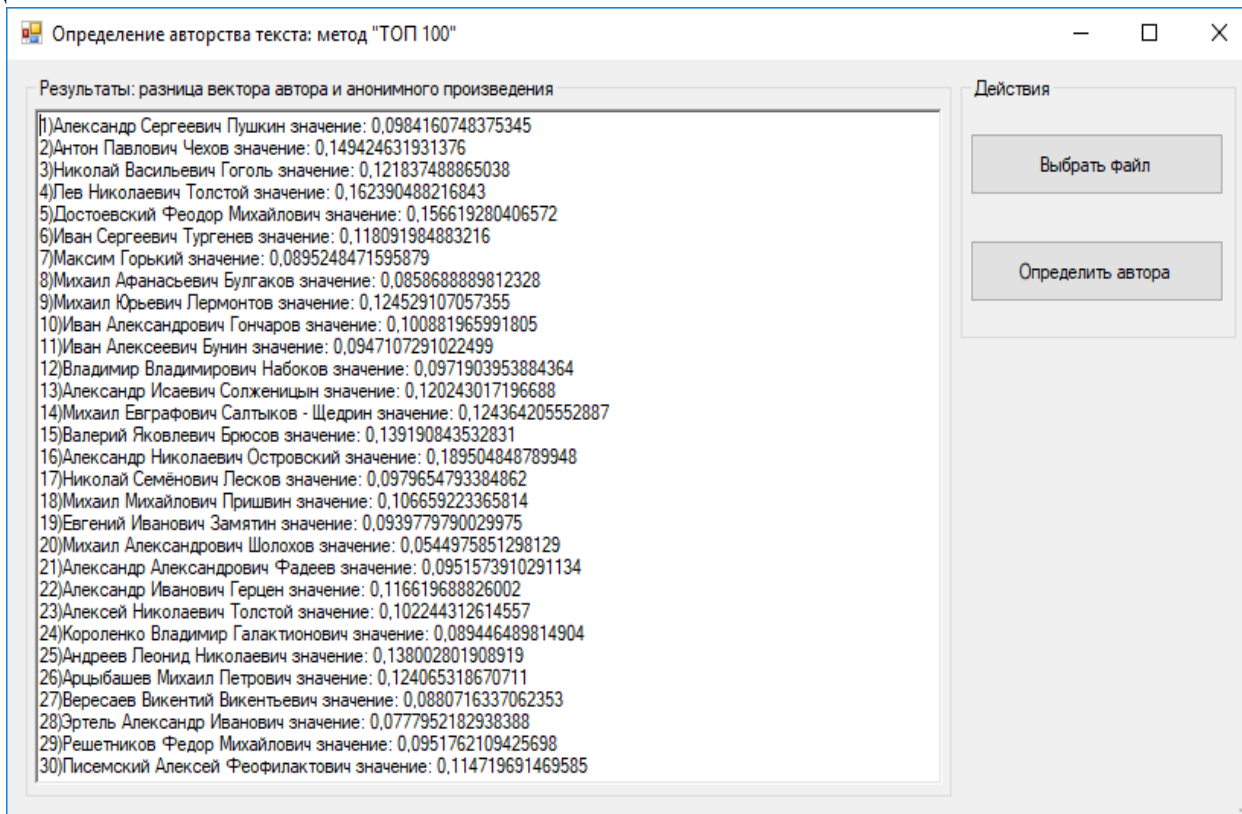 Определение авторства текста: метод "ТОП 100"
Результаты: разница вектора автора и анонимного произведения
1)Александр Сергеевич Пушкин значение: 0,0984160748375345
2)Антон Павлович Чехов значение: 0,149424631931376
3)Николай Васильевич Гоголь значение: 0,121837488865038
4)Лев Николаевич Толстой значение: 0,162390488216843
5)Достоевский Феодор Михайлович значение: 0,156619280406572
6)Иван Сергеевич Тургенев значение: 0,118091984883216
7)Максим Горький значение: 0,0895248471595879
8)Михаил Афанасьевич Булгаков значение: 0,0858688889812328
9)Михаил Юрьевич Лермонтов значение: 0,124529107057355
10)Иван Александрович Гончаров значение: 0,100881965991805
11)Иван Алексеевич Бунин значение: 0,0947107291022499
12)Владимир Владимирович Набоков значение: 0,0971903953884364
13)Александр Исаевич Солженицын значение: 0,120243017196688
14)Михаил Евграфович Салтыков - Щедрин значение: 0,124364205552887
15)Валерий Яковлевич Брюсов значение: 0,139190843532831
16)Александр Николаевич Островский значение: 0,189504848789948
17)Николай Семёнович Лесков значение: 0,0979654793384862
18)Михаил Михайлович Пришвин значение: 0,106659223365814
19)Евгений Иванович Замятин значение: 0,0939779790029975
20)Михаил Александрович Шолохов значение: 0,0544975851298129
21)Александр Александрович Фадеев значение: 0,0951573910291134
22)Александр Иванович Герцен значение: 0,116619688826002
23)Алексей Николаевич Толстой значение: 0,102244312614557
24)Короленко Владимир Галактионович значение: 0,089446489814904
25)Андреев Леонид Николаевич значение: 0,138002801908919
26)Арцыбашев Михаил Петрович значение: 0,124065318670711
27)Вересаев Викентий Викентьевич значение: 0,0880716337062353
28)Эртель Александр Иванович значение: 0,0777952182938388
29)Решетников Федор Михайлович значение: 0,0951762109425698
30)Писемский Алексей Феофилактович значение: 0,114719691469585
Действия
Выбрать файл
Определить автора